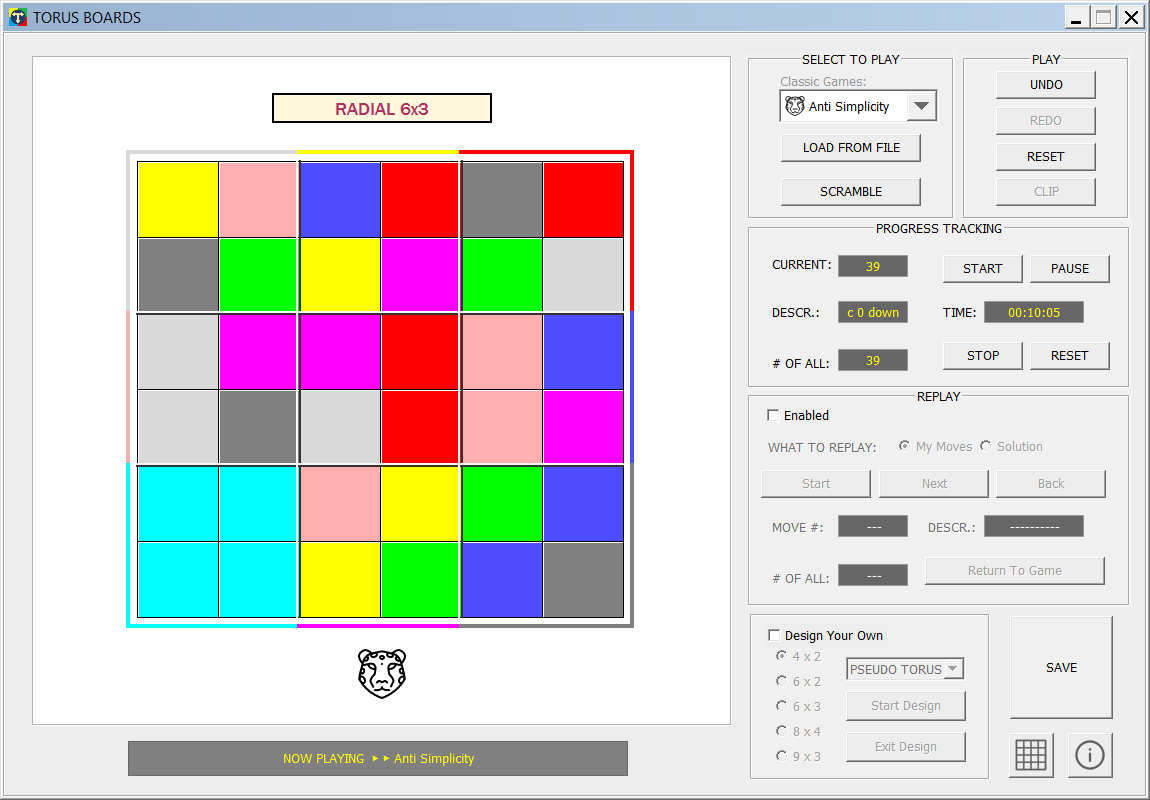 TORUS BOARDS
RADIAL 6x3
SELECT TO PLAY
Classic Games:
Anti Simplicity
LOAD FROM FILE
SCRAMBLE
PLAY
UNDO
REDO
RESET
CLIP
PROGRESS TRACKING
CURRENT: 39
START PAUSE
DESCR.: c 0 down
TIME: 00:10:05
# OF ALL: 39
STOP RESET
REPLAY
Enabled
WHAT TO REPLAY: My Moves Solution
Start Next Back
MOVE #: --- DESCR.: ----------
# OF ALL: --- Return To Game
Design Your Own
4 x 2
6 x 2
6 x 3
8 x 4
9 x 3
PSEUDO TORUS
Start Design
Exit Design
SAVE
NOW PLAYING ►► Anti Simplicity